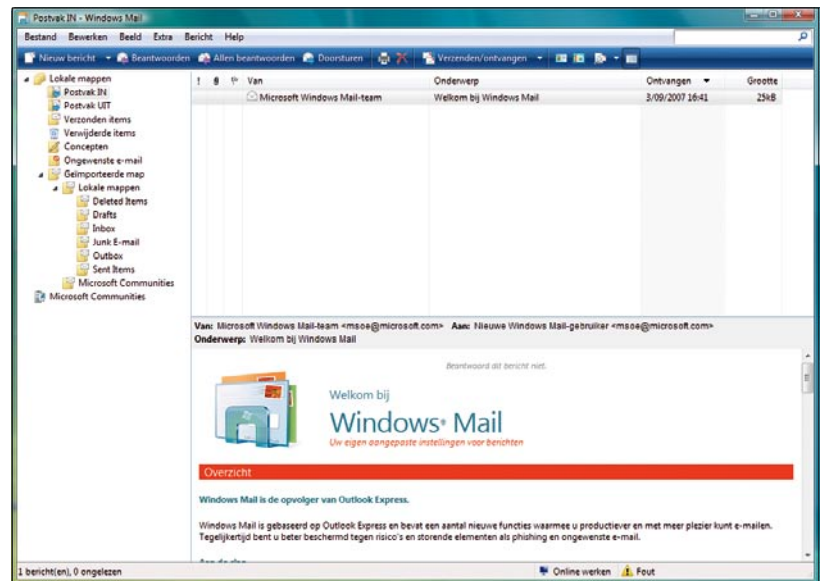 Postvak IN - Windows Mail
Bestand Bewerken Beeld Extra Bericht Help
Nieuw bericht Beantwoorden Allen beantwoorden Doorsturen Verzenden/ontvangen
Lokale mappen
Postvak IN
Postvak UIT
Verzonden items
Verwijderde items
Concepten
Ongewenste e-mail
Geïmporteerde map
Lokale mappen
Deleted Items
Drafts
Inbox
Junk E-mail
Outbox
Sent Items
Microsoft Communities
Microsoft Communities
! Van Onderwerp Ontvangen Grootte
Microsoft Windows Mail-team Welkom bij Windows Mail 3/09/2007 16:41 25kB
Van: Microsoft Windows Mail-team <msoe@microsoft.com> Aan: Nieuwe Windows Mail-gebruiker <msoe@microsoft.com>
Onderwerp: Welkom bij Windows Mail
Beantwoord dit bericht niet.
Welkom bij
Windows® Mail
Uw eigen aangepaste instellingen voor berichten
Overzicht
Windows Mail is de opvolger van Outlook Express.
Windows Mail is gebaseerd op Outlook Express en bevat een aantal nieuwe functies waarmee u productiever en met meer plezier kunt e-mailen.
Tegelijkertijd bent u beter beschermd tegen risico's en storende elementen als phishing en ongewenste e-mail.
1 bericht(en), 0 ongelezen Online werken Fout